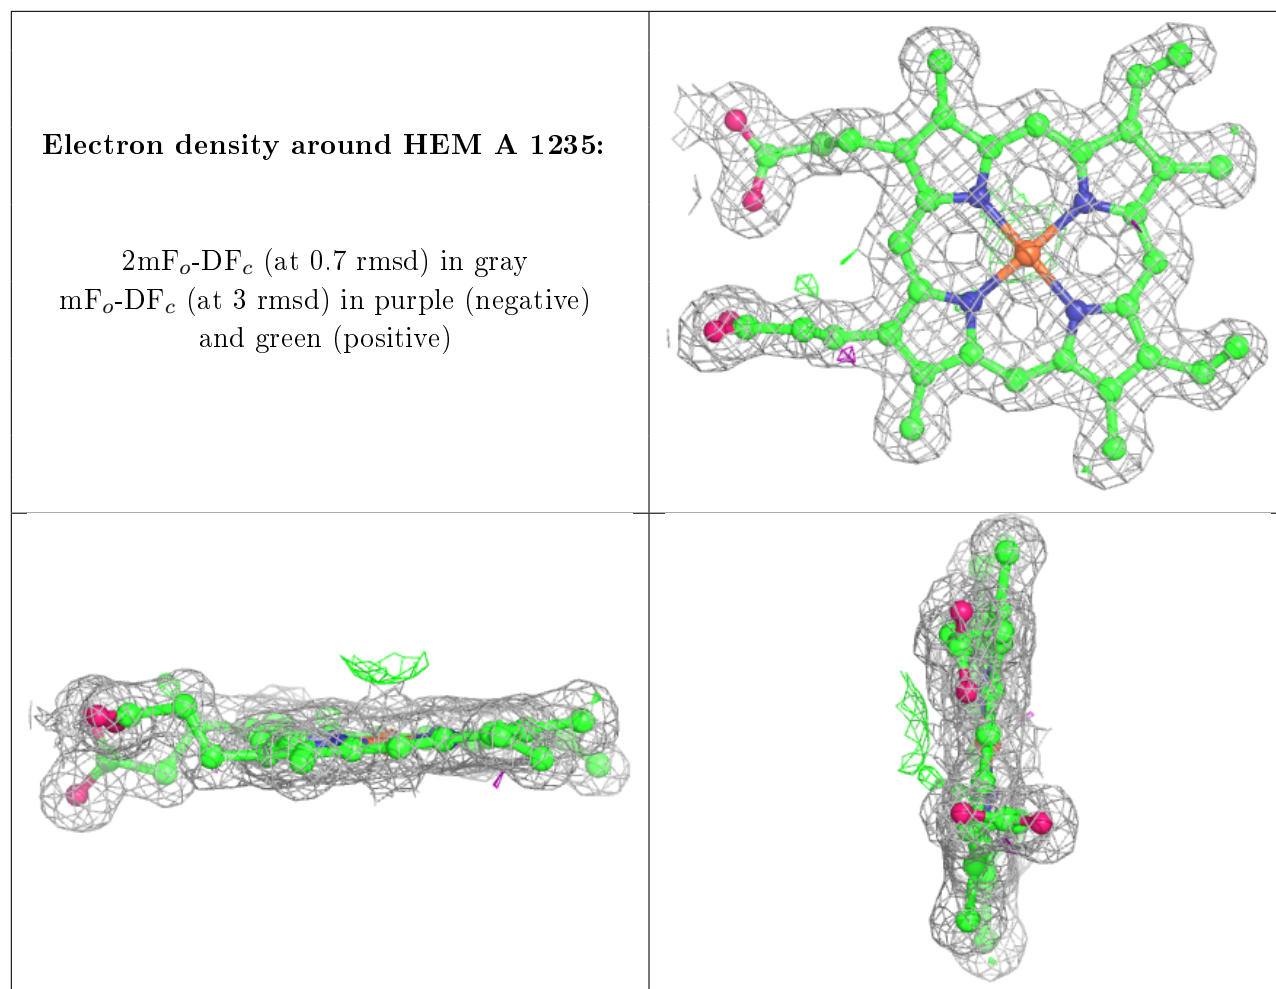 Electron density around HEM A 1235:
2mFo-DFc (at 0.7 rmsd) in gray
mFo-DFc (at 3 rmsd) in purple (negative)
and green (positive)